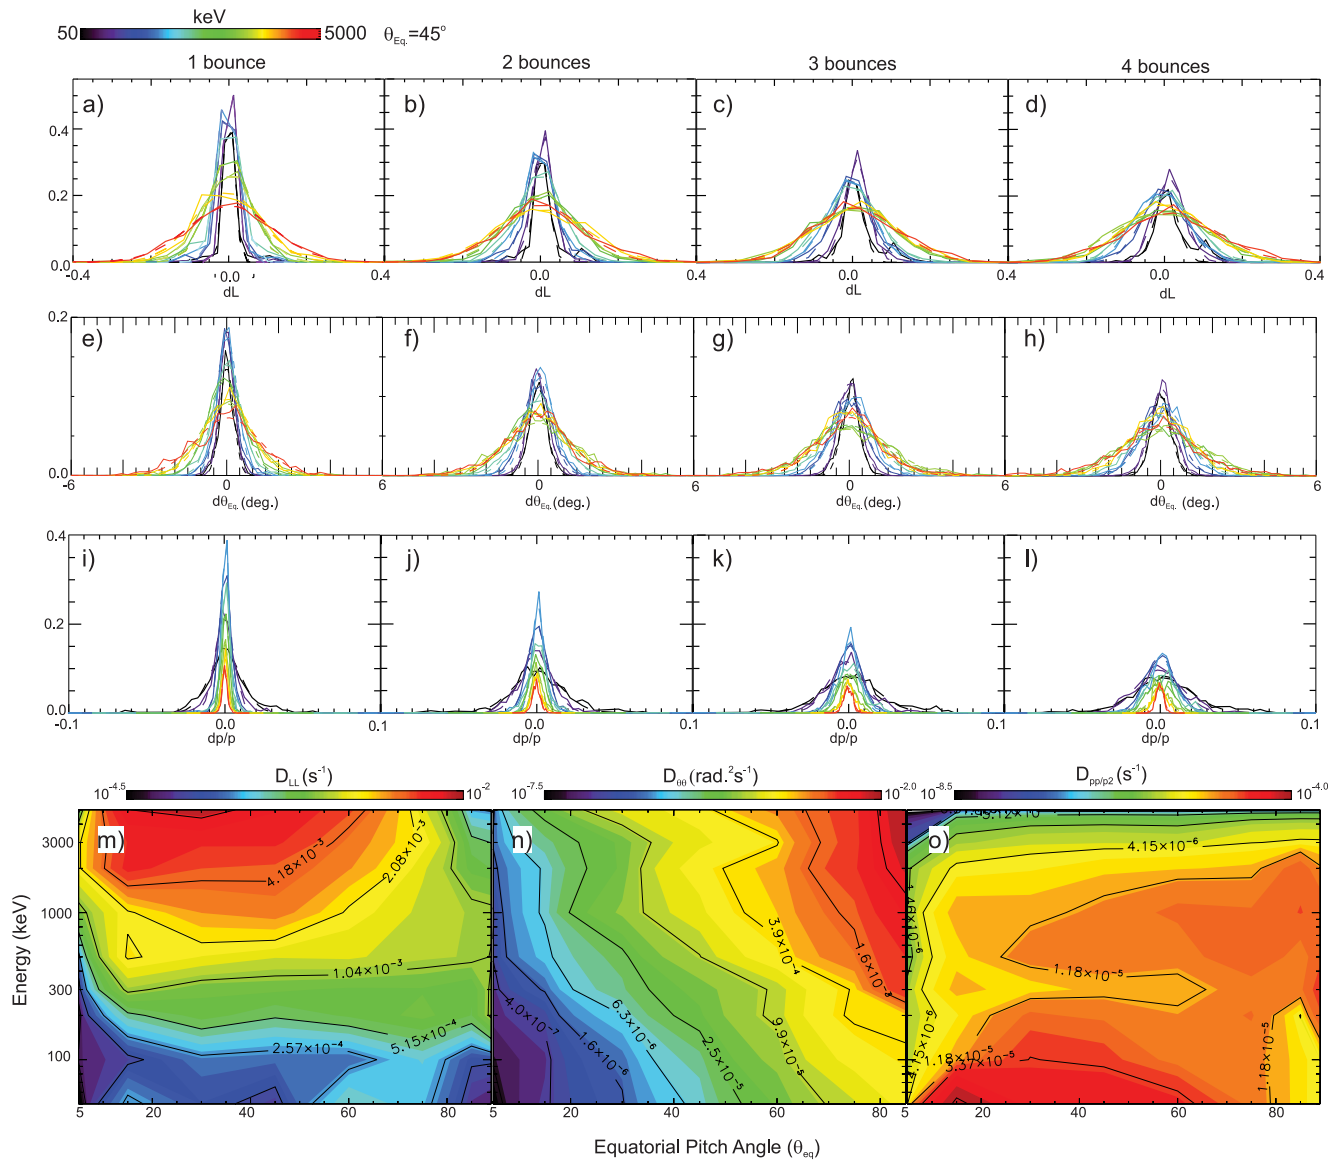 keV
50 5000 θEq.=45°
1 bounce 2 bounces 3 bounces 4 bounces
a) b) c) d)
0.4
0.2
0.0
-0.4 0.0 0.4 0.0 0.4 0.0 0.4 0.0 0.4
dL dL dL dL
0.2
e) f) g) h)
0.1
0.0
-6 0 6 0 6 0 6 0 6
dθEq.(deg.) dθEq.(deg.) dθEq.(deg.) dθEq.(deg.)
0.4
i) j) k) l)
0.2
0.0
-0.1 0.0 0.1 0.0 0.1 0.0 0.1 0.0 0.1
dp/p dp/p dp/p dp/p
DLL (s⁻¹) Dθθ (rad.²s⁻¹) Dpp/p2 (s⁻¹)
10⁻⁴·⁵ 10⁻² 10⁻⁷·⁵ 10⁻²·⁰ 10⁻⁸·⁵ 10⁻⁴·⁰
m) n) o)
Energy (keV)
3000
1000
300
100
4.18×10⁻³
2.08×10⁻³
1.04×10⁻³
5.15×10⁻⁴
2.57×10⁻⁴
4.0×10⁻⁷
1.6×10⁻⁶
6.3×10⁻⁶
2.5×10⁻⁵
9.9×10⁻⁵
3.9×10⁻⁴
1.6×10⁻³
4.15×10⁻⁶
1.18×10⁻⁵
4.15×10⁻⁶
1.18×10⁻⁵
3.37×10⁻⁵
1.18×10⁻⁵
5 20 40 60 80 5 20 40 60 80 5 20 40 60 80
Equatorial Pitch Angle (θeq)